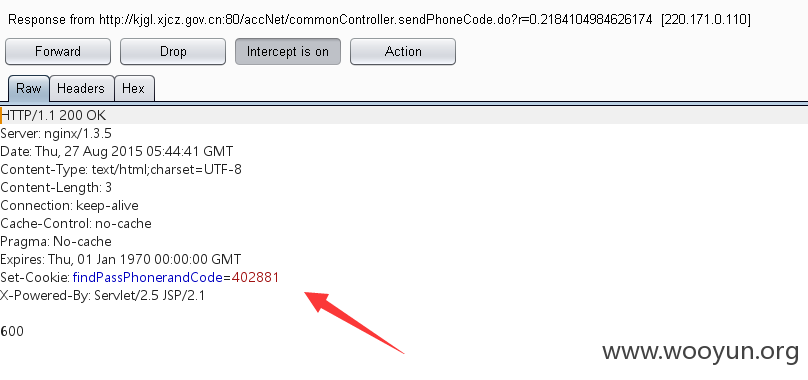 Response from http://kjgl.xjcz.gov.cn:80/accNet/commonController.sendPhoneCode.do?r=0.2184104984626174 [220.171.0.110]
Forward Drop Intercept is on Action
Raw Headers Hex
HTTP/1.1 200 OK
Server: nginx/1.3.5
Date: Thu, 27 Aug 2015 05:44:41 GMT
Content-Type: text/html;charset=UTF-8
Content-Length: 3
Connection: keep-alive
Cache-Control: no-cache
Pragma: No-cache
Expires: Thu, 01 Jan 1970 00:00:00 GMT
Set-Cookie: findPassPhonerandCode=402881
X-Powered-By: Servlet/2.5 JSP/2.1
600
www.wooyun.org